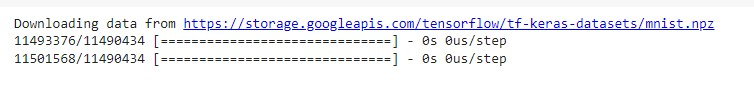 Downloading data from https://storage.googleapis.com/tensorflow/tf-keras-datasets/mnist.npz
11493376/11490434 [==============================] - 0s 0us/step
11501568/11490434 [==============================] - 0s 0us/step